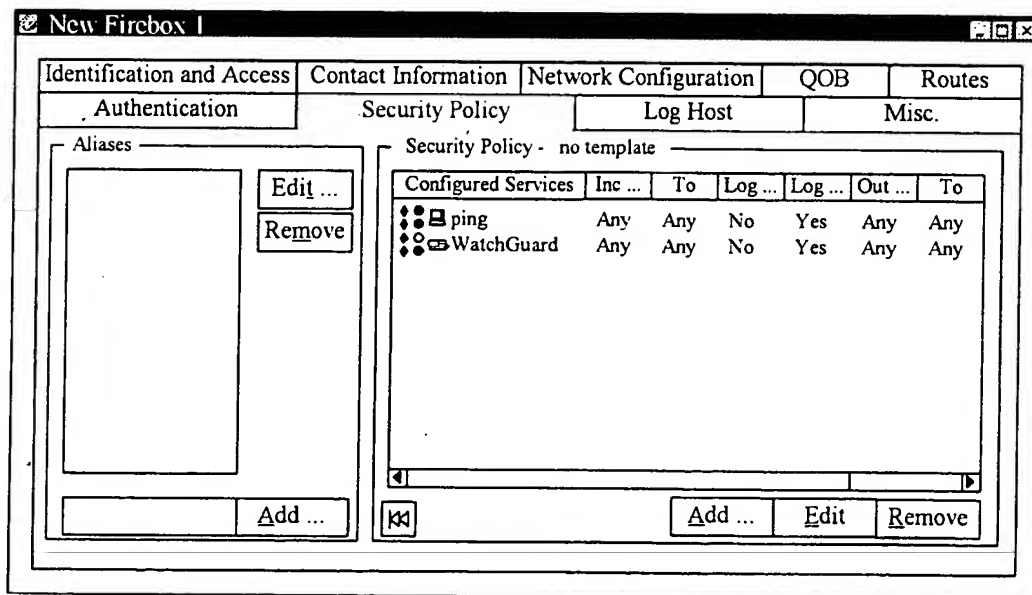 New Firebox 1
Identification and Access Contact Information Network Configuration QOB Routes
Authentication Security Policy Log Host Misc.
Aliases
Edit ...
Remove
Add ...
Security Policy - no template
Configured Services Inc ... To Log ... Log ... Out ... To
ping Any Any No Yes Any Any
WatchGuard Any Any No Yes Any Any
Add ... Edit Remove